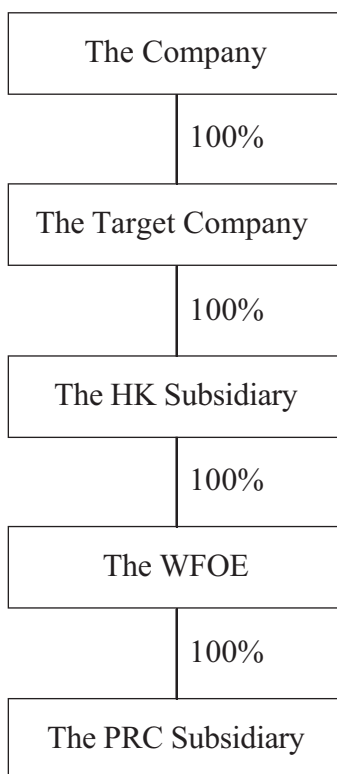 The Company
100%
The Target Company
100%
The HK Subsidiary
100%
The WFOE
100%
The PRC Subsidiary